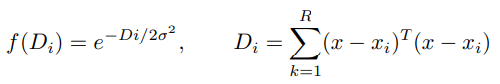 f(D_i) = e^{-Di/2σ^2}, D_i = \sum_{k=1}^{R} (x − x_i)^T (x − x_i)